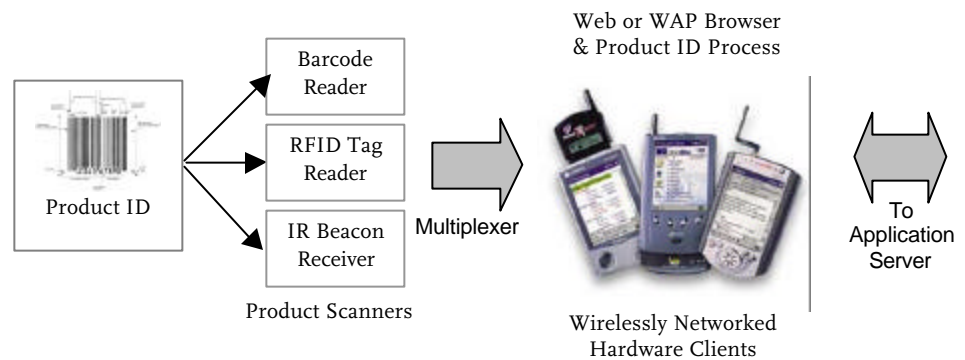 Web or WAP Browser
& Product ID Process
Barcode
Reader
RFID Tag
Reader
Product ID
IR Beacon
Receiver
Multiplexer
To
Application
Server
Product Scanners
Wirelessly Networked
Hardware Clients